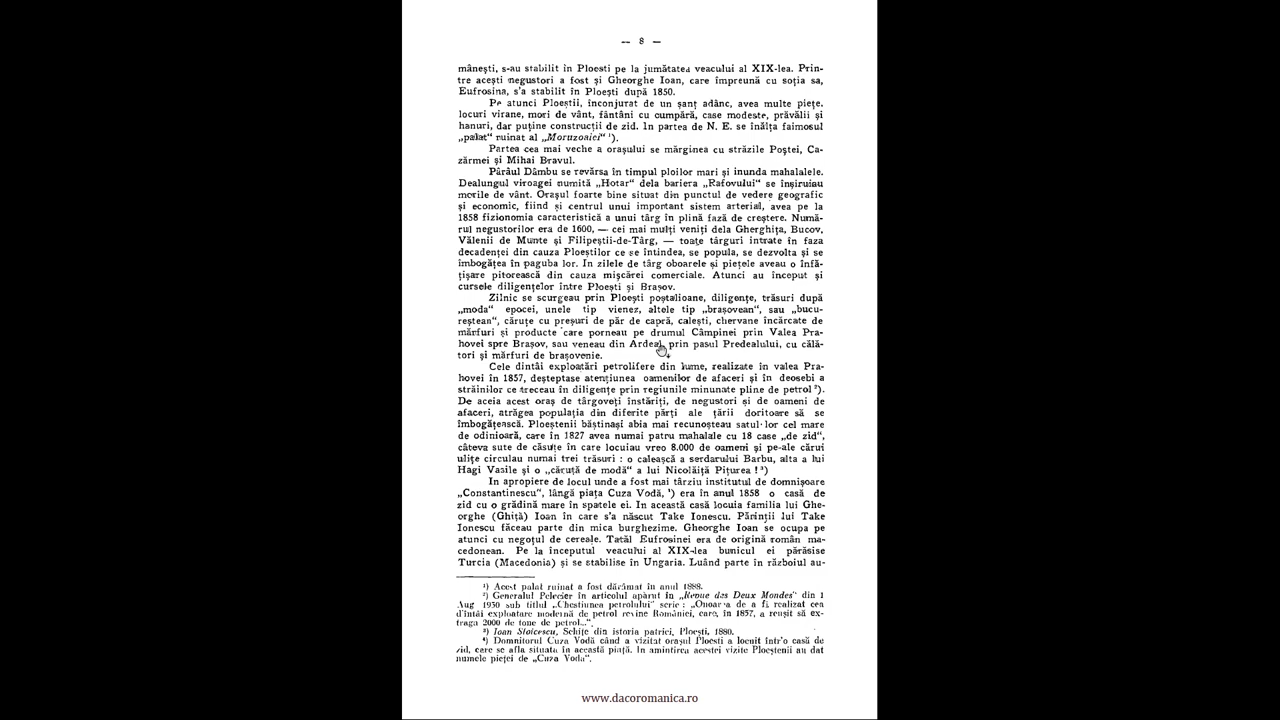 — 8 —
mânești, s-au stabilit în Ploesti pe la jumătatea veacului al XIX-lea. Prin-
tre acești negustori a fost și Gheorghe Ioan, care împreună cu soția sa,
Eufrosina, s'a stabilit în Ploești după 1850.
Pe atunci Ploeștii, înconjurat de un șanț adânc, avea multe piețe,
locuri virane, mori de vânt, fântâni cu cumpără, case modeste, prăvălii și
hanuri, dar puține construcții de zid. In partea de N. E. se înălța faimosul
„palat“ ruinat al „Moruzoaiei“ ¹).
Partea cea mai veche a orașului se mărginea cu străzile Poștei, Ca-
zărmei și Mihai Bravul.
Pârâul Dâmbu se revărsa în timpul ploilor mari și inunda mahalalele.
Dealungul viroagei numită „Hotar“ dela bariera „Rafovului“ se înșiruiau
morile de vânt. Orașul foarte bine situat din punctul de vedere geografic
și economic, fiind și centrul unui important sistem arterial, avea pe la
1858 fizionomia caracteristică a unui târg în plină fază de creștere. Numă-
rul negustorilor era de 1600, — cei mai mulți veniți dela Gherghița, Bucov,
Vălenii de Munte și Filipeștii-de-Târg, — toate târguri intrate în faza
decadenței din cauza Ploeștilor ce se întindea, se popula, se dezvolta și se
îmbogătea în paguba lor. In zilele de târg oboarele și piețele aveau o înfă-
țișare pitorească din cauza mișcărei comerciale. Atunci au început și
cursele diligențelor între Ploești și Brașov.
Zilnic se scurgeau prin Ploești poștalioane, diligențe, trăsuri după
„moda“ epocei, unele tip vienez, altele tip „brașovean“, sau „bucu-
reștean“, căruțe cu preșuri de păr de capră, calești, chervane încărcate de
mărfuri și producte care porneau pe drumul Câmpinei prin Valea Pra-
hovei spre Brașov, sau veneau din Ardeal, prin pasul Predealului, cu călă-
tori și mărfuri de brașovenie.
Cele dintâi exploatări petrolifere din lume, realizate în valea Pra-
hovei în 1857, deșteptase atențiunea oamenilor de afaceri și în deosebi a
străinilor ce treceau în diligențe prin regiunile minunate pline de petrol ²).
De aceia acest oraș de târgoveți înstăriți, de negustori și de oameni de
afaceri, atrăgea populația din diferite părți ale țării doritoare să se
îmbogățească. Ploeștenii băștinași abia mai recunoșteau satul lor cel mare
de odinioară, care în 1827 avea numai patru mahalale cu 18 case „de zid“,
câteva sute de căsuțe în care locuiau vreo 8.000 de oameni și pe-ale cărui
ulițe circulau numai trei trăsuri : o calească a serdarului Barbu, alta a lui
Hagi Vasile și o „căruță de modă“ a lui Nicolăiță Pițurea ! ³)
In apropiere de locul unde a fost mai târziu institutul de domnișoare
„Constantinescu“, lângă piața Cuza Vodă, ⁴) era în anul 1858 o casă de
zid cu o grădină mare în spatele ei. In această casă locuia familia lui Ghe-
orghe (Ghiță) Ioan în care s'a născut Take Ionescu. Părinții lui Take
Ionescu făceau parte din mica burghezime. Gheorghe Ioan se ocupa pe
atunci cu negoțul de cereale. Tatăl Eufrosinei era de origină român ma-
cedonean. Pe la începutul veacului al XIX-lea bunicul ei părăsise
Turcia (Macedonia) și se stabilise în Ungaria. Luând parte în războiul au-
¹) Acest palat ruinat a fost dărâmat în anul 1888.
²) Generalul Pelecier în articolul apărut în „Revue des Deux Mondes“ din 1
Aug 1930 sub titlul „Chestiunea petrolului“ serie : „Onoarea de a fi realizat cea
d'intâi exploatare modernă de petrol revine României, care, în 1857, a reușit să ex-
traga 2000 de tone de petrol...“.
³) Ioan Stoicescu, Schițe din istoria patriei, Ploești, 1880.
⁴) Domnitorul Cuza Vodă când a vizitat orașul Ploesti a locuit într'o casă de
zid, care se afla situata în această piață. In amintirea acestei vizite Ploeștenii au dat
numele pieței de „Cuza Vodă“.
www.dacoromanica.ro